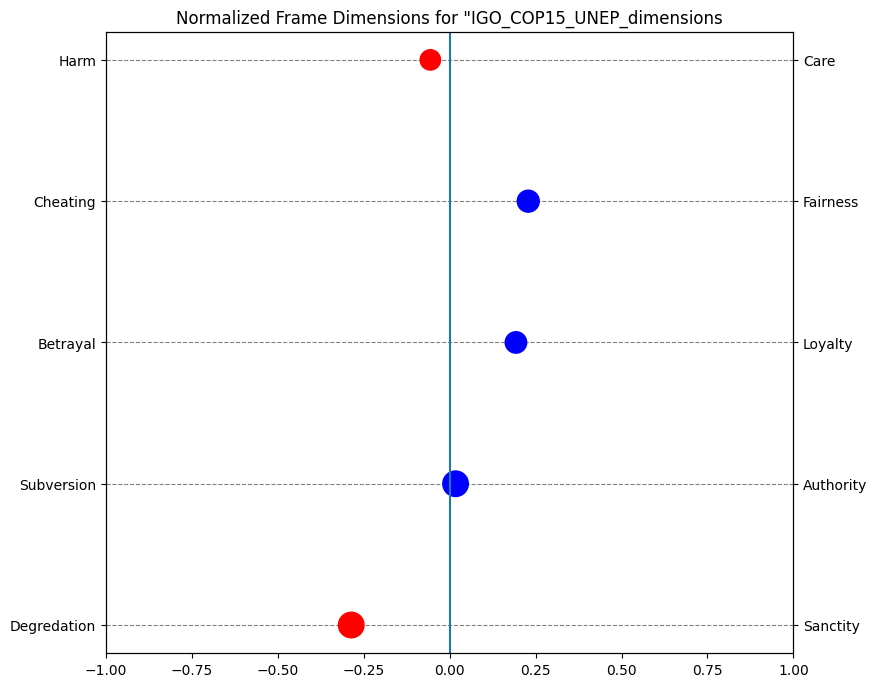 Normalized Frame Dimensions for "IGO_COP15_UNEP_dimensions
Harm
Care
Cheating
Fairness
Betrayal
Loyalty
Subversion
Authority
Degredation
Sanctity
−1.00 −0.75 −0.50 −0.25 0.00 0.25 0.50 0.75 1.00